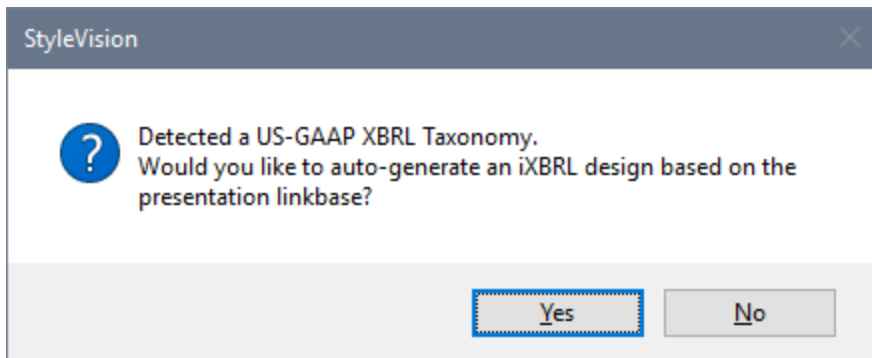 StyleVision
?
Detected a US-GAAP XBRL Taxonomy.
Would you like to auto-generate an iXBRL design based on the
presentation linkbase?
Yes
No